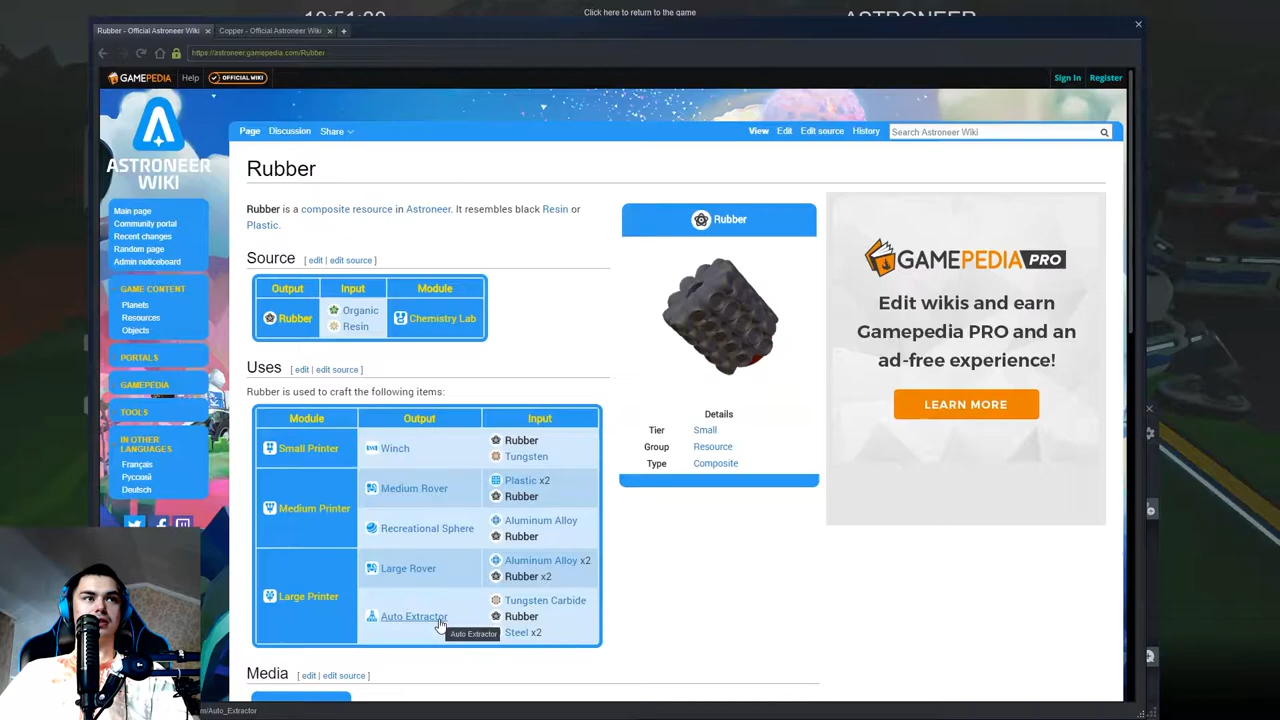 Click here to return to the game
ASTRONEER
Rubber - Official Astroneer Wiki
Copper - Official Astroneer Wiki
https://astroneer.gamepedia.com/Rubber
GAMEPEDIA
Help
OFFICIAL WIKI
Sign In
Register
ASTRONEER
WIKI
Page
Discussion
Share
View
Edit
Edit source
History
Search Astroneer Wiki
Main page
Community portal
Recent changes
Random page
Admin noticeboard
GAME CONTENT
Planets
Resources
Objects
PORTALS
GAMEPEDIA
TOOLS
IN OTHER
LANGUAGES
Français
Русский
Deutsch
Rubber
Rubber is a composite resource in Astroneer. It resembles black Resin or
Plastic.
Source [ edit | edit source ]
Output Input Module
Rubber
Organic
Resin
Chemistry Lab
Uses [ edit | edit source ]
Rubber is used to craft the following items:
Module Output Input
Small Printer
Winch
Rubber
Tungsten
Medium Printer
Medium Rover
Plastic x2
Rubber
Recreational Sphere
Aluminum Alloy
Rubber
Large Printer
Large Rover
Aluminum Alloy x2
Rubber x2
Auto Extractor
Tungsten Carbide
Rubber
Steel x2
Auto Extractor
Media [ edit | edit source ]
Rubber
Details
Tier Small
Group Resource
Type Composite
GAMEPEDIA PRO
Edit wikis and earn
Gamepedia PRO and an
ad-free experience!
LEARN MORE
m/Auto_Extractor